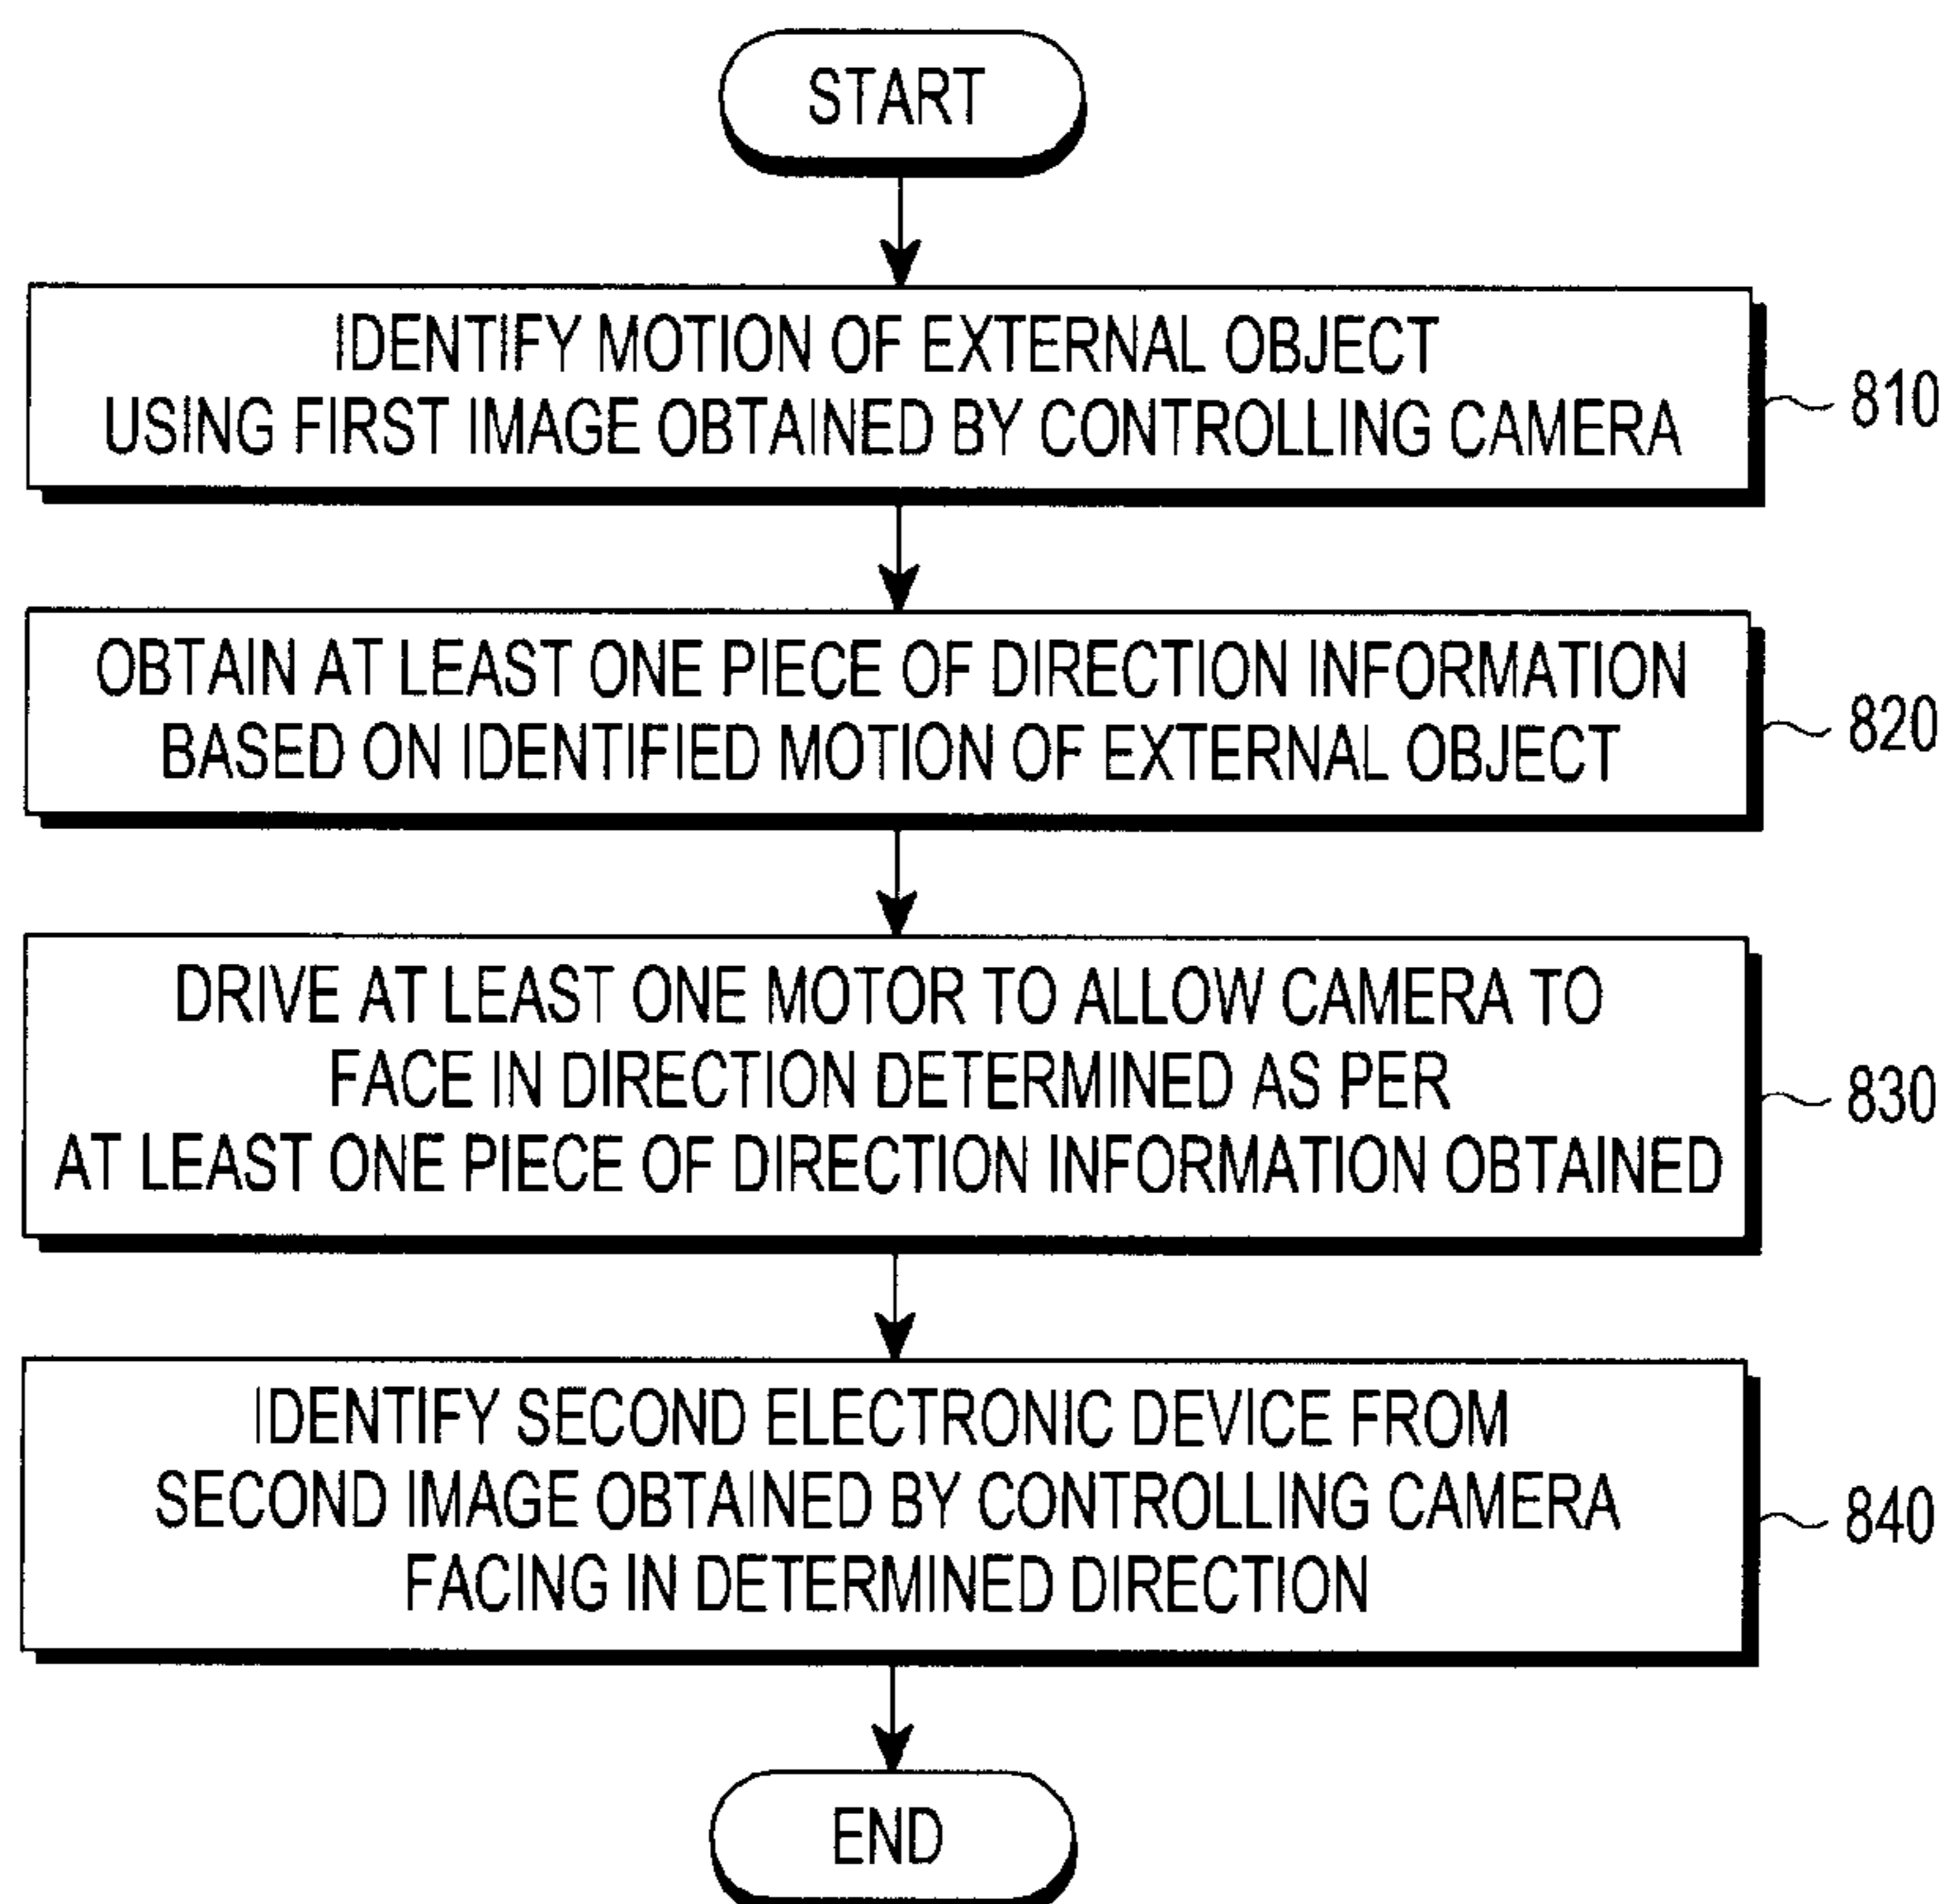 START
IDENTIFY MOTION OF EXTERNAL OBJECT
USING FIRST IMAGE OBTAINED BY CONTROLLING CAMERA
810
OBTAIN AT LEAST ONE PIECE OF DIRECTION INFORMATION
BASED ON IDENTIFIED MOTION OF EXTERNAL OBJECT
820
DRIVE AT LEAST ONE MOTOR TO ALLOW CAMERA TO
FACE IN DIRECTION DETERMINED AS PER
AT LEAST ONE PIECE OF DIRECTION INFORMATION OBTAINED
830
IDENTIFY SECOND ELECTRONIC DEVICE FROM
SECOND IMAGE OBTAINED BY CONTROLLING CAMERA
FACING IN DETERMINED DIRECTION
840
END